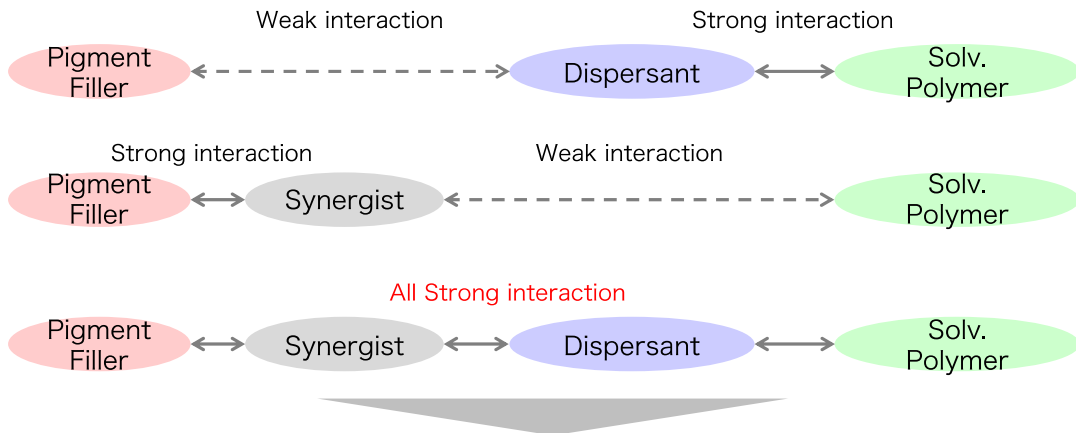 Weak interaction
Strong interaction
Pigment
Filler
Dispersant
Solv.
Polymer
Strong interaction
Weak interaction
Pigment
Filler
Synergist
Solv.
Polymer
All Strong interaction
Pigment
Filler
Synergist
Dispersant
Solv.
Polymer